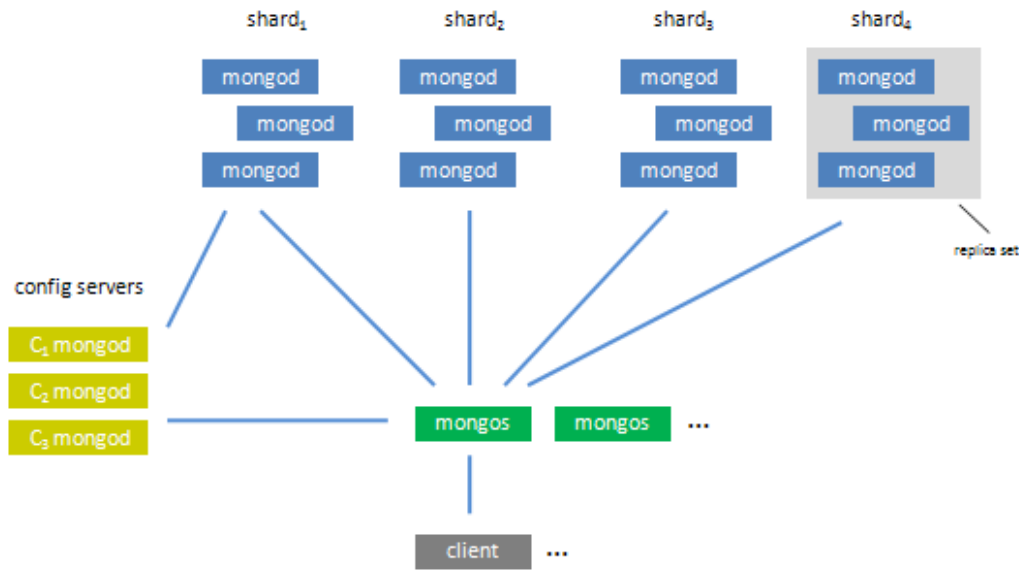 shard₁ shard₂ shard₃ shard₄
mongod mongod mongod mongod
mongod mongod mongod mongod
mongod mongod mongod mongod
replica set
config servers
C₁ mongod
C₂ mongod
C₃ mongod
mongos mongos ...
client ...